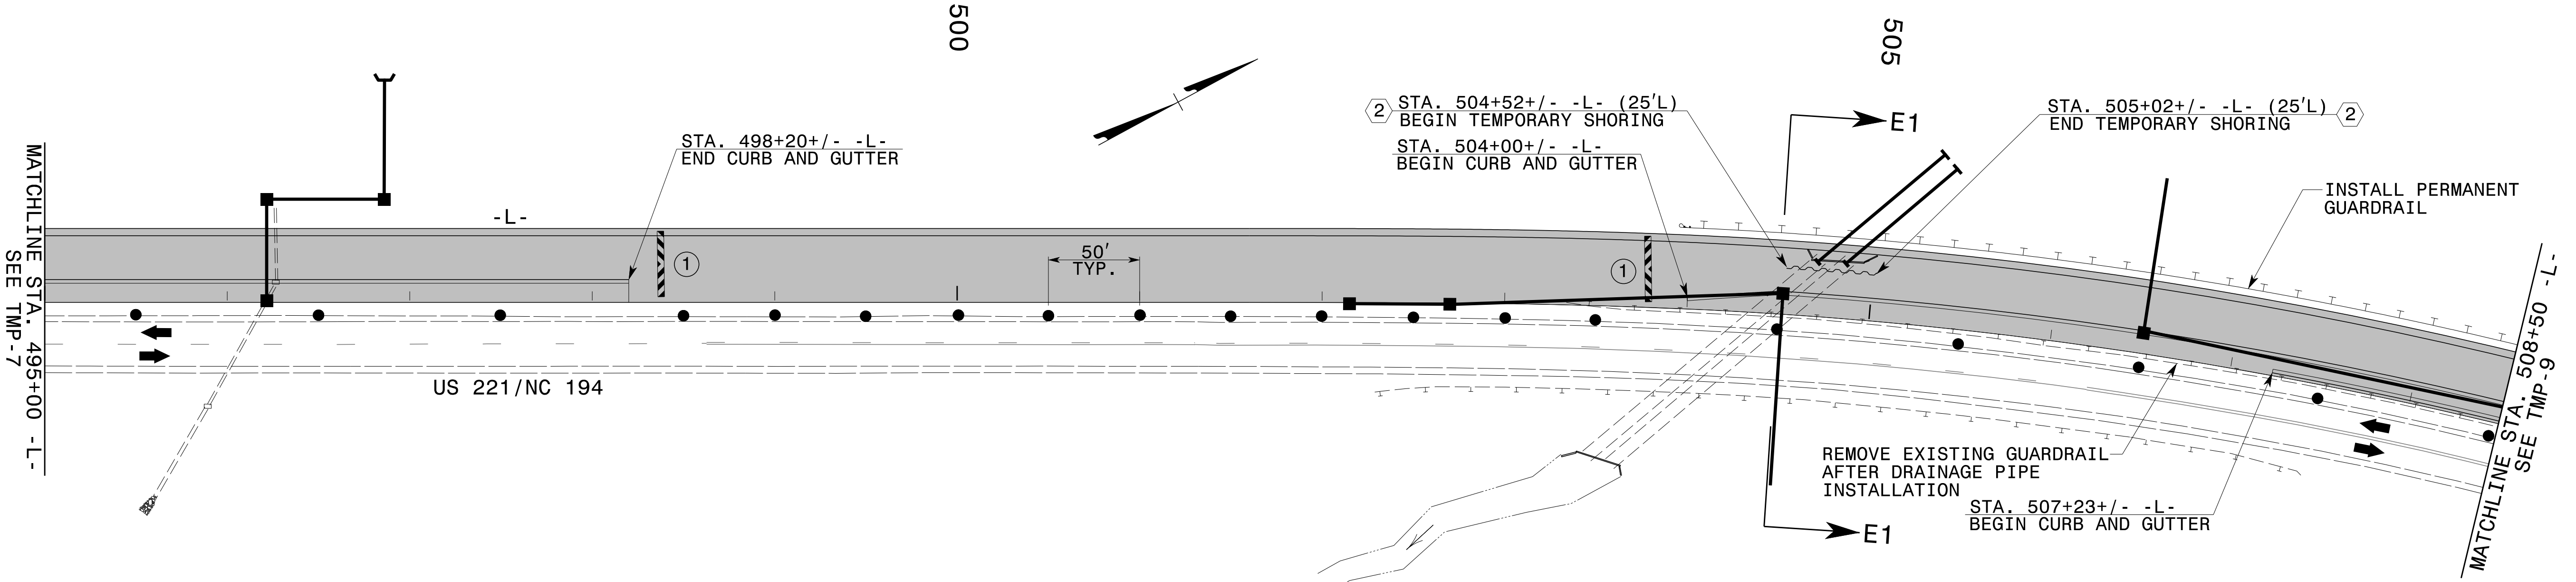 500
505
STA. 504+52+/- -L- (25'L)
2
BEGIN TEMPORARY SHORING
STA. 505+02+/- -L- (25'L)
2
END TEMPORARY SHORING
E1
STA. 498+20+/- -L-
END CURB AND GUTTER
STA. 504+00+/- -L-
BEGIN CURB AND GUTTER
INSTALL PERMANENT
GUARDRAIL
MATCHLINE STA. 495+00 -L-
SEE TMP-7
-L-
1
50'
TYP.
1
US 221/NC 194
REMOVE EXISTING GUARDRAIL
AFTER DRAINAGE PIPE
INSTALLATION
STA. 507+23+/- -L-
BEGIN CURB AND GUTTER
E1
MATCHLINE STA. 508+50 -L-
SEE TMP-9